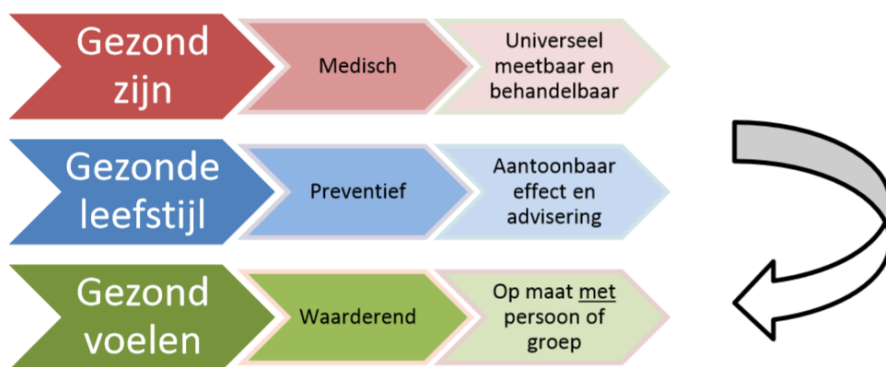 Gezond
zijn
Medisch
Universeel
meetbaar en
behandelbaar
Gezonde
leefstijl
Preventief
Aantoonbaar
effect en
advisering
Gezond
voelen
Waarderend
Op maat met
persoon of
groep